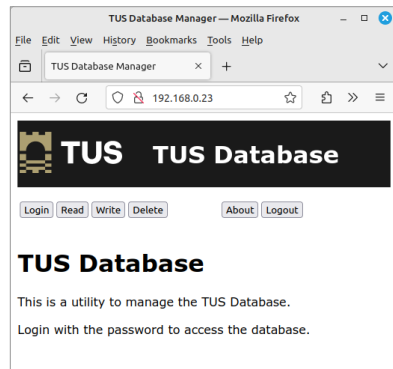 TUS Database Manager — Mozilla Firefox
File Edit View History Bookmarks Tools Help
TUS Database Manager × +
192.168.0.23
TUS TUS Database
Login Read Write Delete About Logout
TUS Database
This is a utility to manage the TUS Database.
Login with the password to access the database.